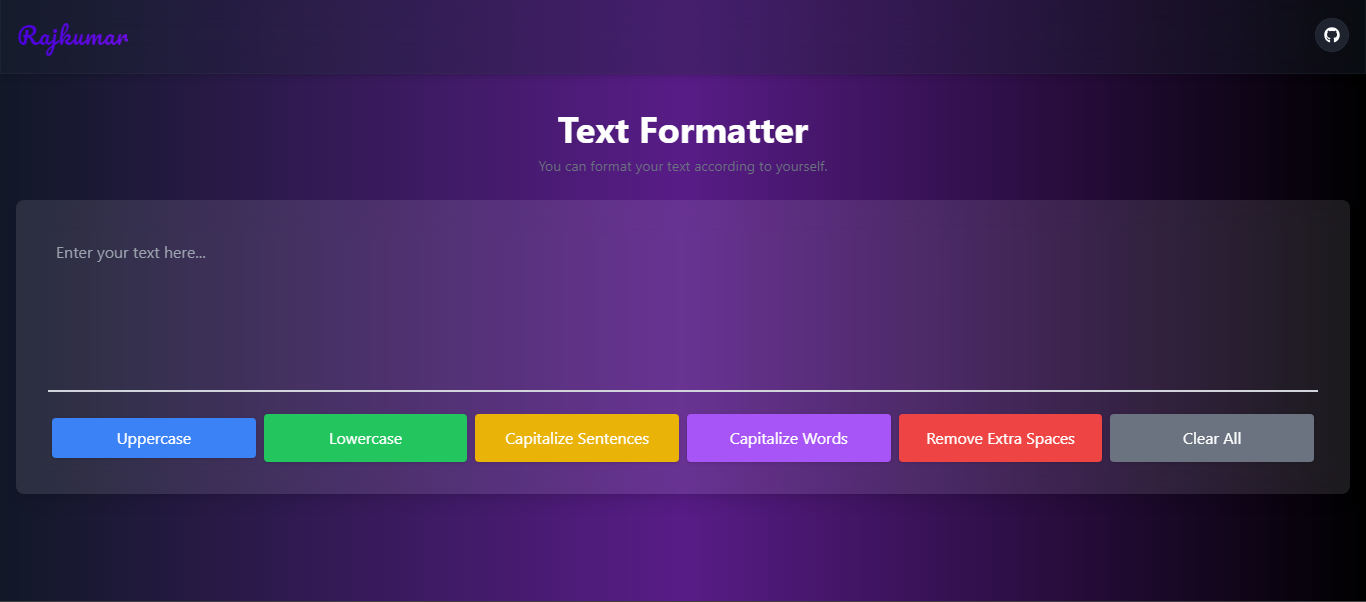 Rajkumar
Text Formatter
You can format your text according to yourself.
Enter your text here...
Uppercase
Lowercase
Capitalize Sentences
Capitalize Words
Remove Extra Spaces
Clear All